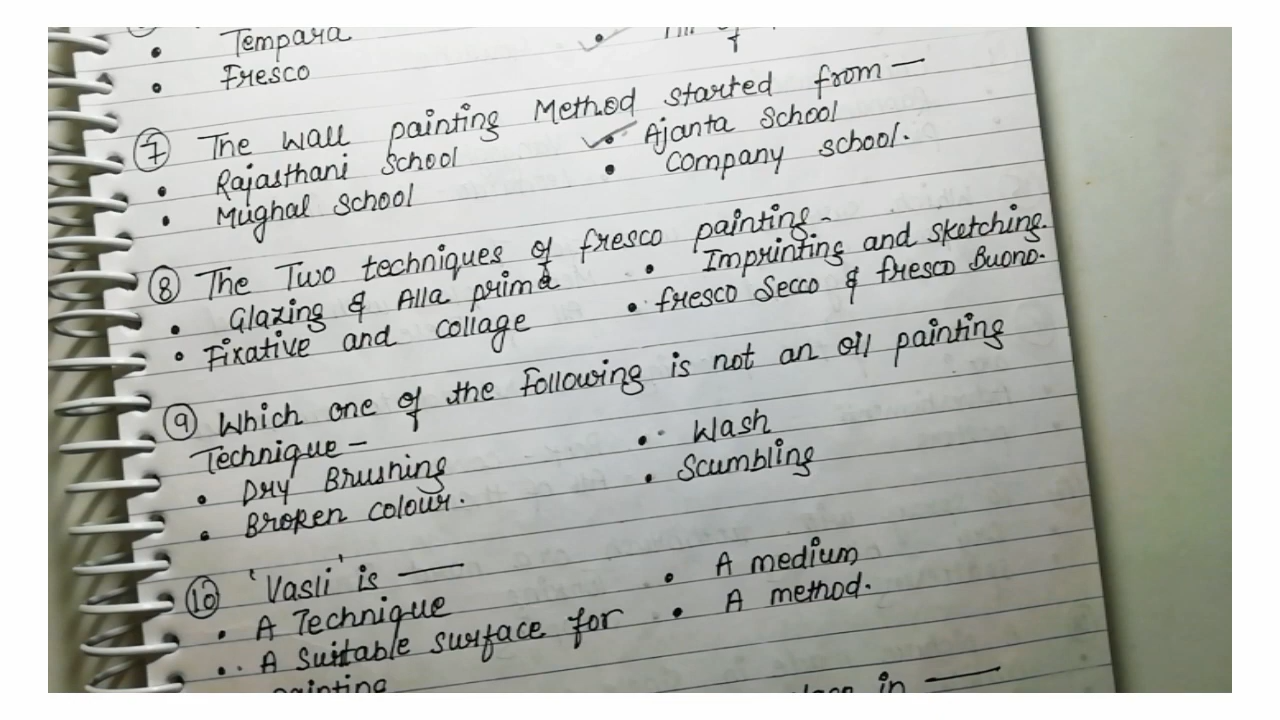 Tempara
Fresco
7 The Wall painting Method started from —
Rajasthani School
Ajanta School
Mughal School
Company school.
8 The Two techniques of fresco painting -
Glazing & Alla prima
Imprinting and sketching.
Fixative and collage
fresco Secco & fresco Buono.
9 Which one of the following is not an oil painting
Technique —
Dry Brushing
Wash
Broken colour.
Scumbling
10 'Vasli' is —
A Technique
A medium
A Suitable surface for
A method.
painting
in —